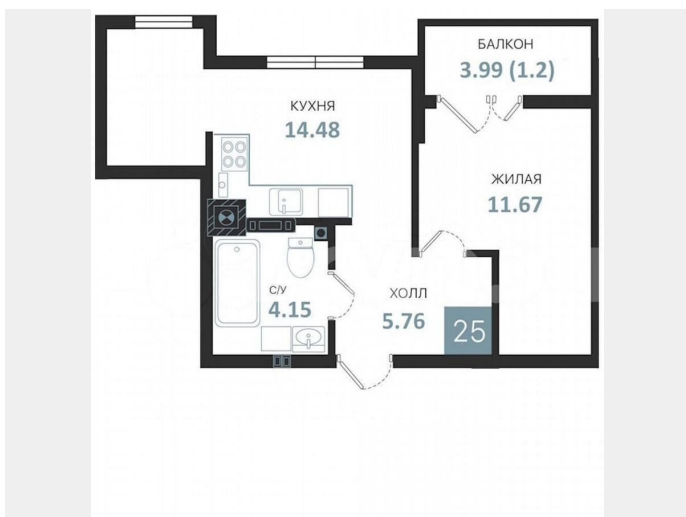 БАЛКОН
3.99 (1.2)
КУХНЯ
14.48
ЖИЛАЯ
11.67
С/У
4.15
ХОЛЛ
5.76
25